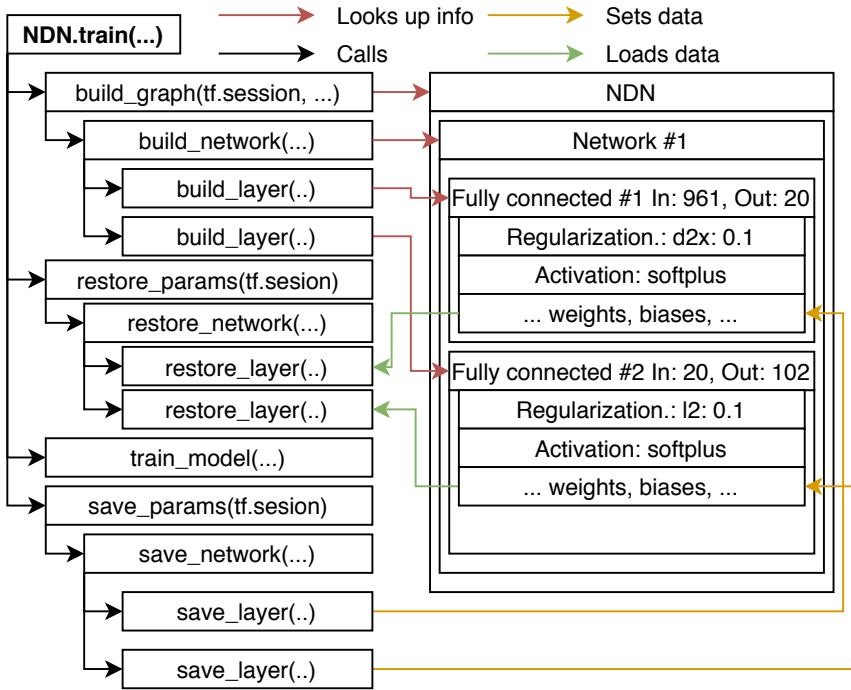 NDN.train(...)
Looks up info
Sets data
Calls
Loads data
build_graph(tf.session, ...)
build_network(...)
build_layer(..)
build_layer(..)
restore_params(tf.sesion)
restore_network(...)
restore_layer(..)
restore_layer(..)
train_model(...)
save_params(tf.sesion)
save_network(...)
save_layer(..)
save_layer(..)
NDN
Network #1
Fully connected #1 In: 961, Out: 20
Regularization.: d2x: 0.1
Activation: softplus
... weights, biases, ...
Fully connected #2 In: 20, Out: 102
Regularization.: l2: 0.1
Activation: softplus
... weights, biases, ...